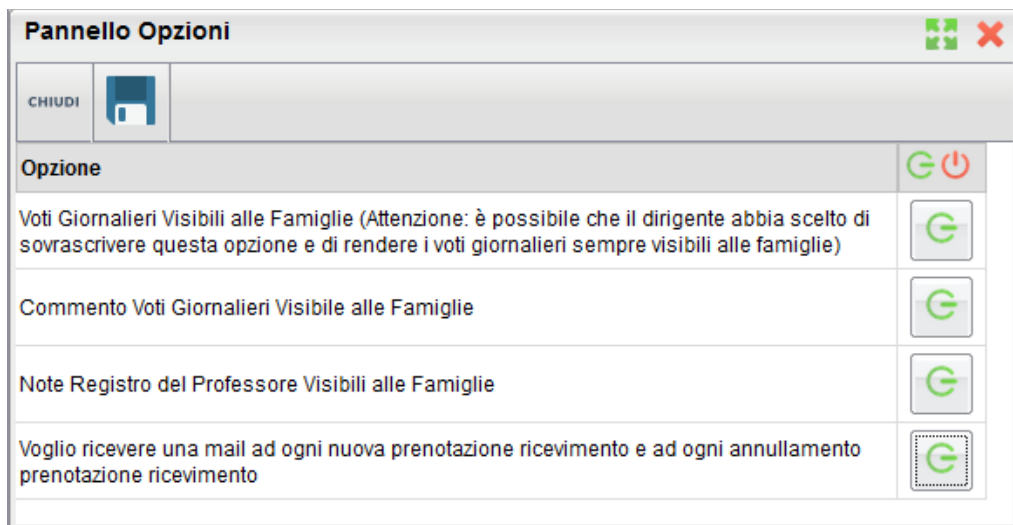 Pannello Opzioni
CHIUDI
Opzione
Voti Giornalieri Visibili alle Famiglie (Attenzione: è possibile che il dirigente abbia scelto di
sovrascrivere questa opzione e di rendere i voti giornalieri sempre visibili alle famiglie)
Commento Voti Giornalieri Visibile alle Famiglie
Note Registro del Professore Visibili alle Famiglie
Voglio ricevere una mail ad ogni nuova prenotazione ricevimento e ad ogni annullamento
prenotazione ricevimento